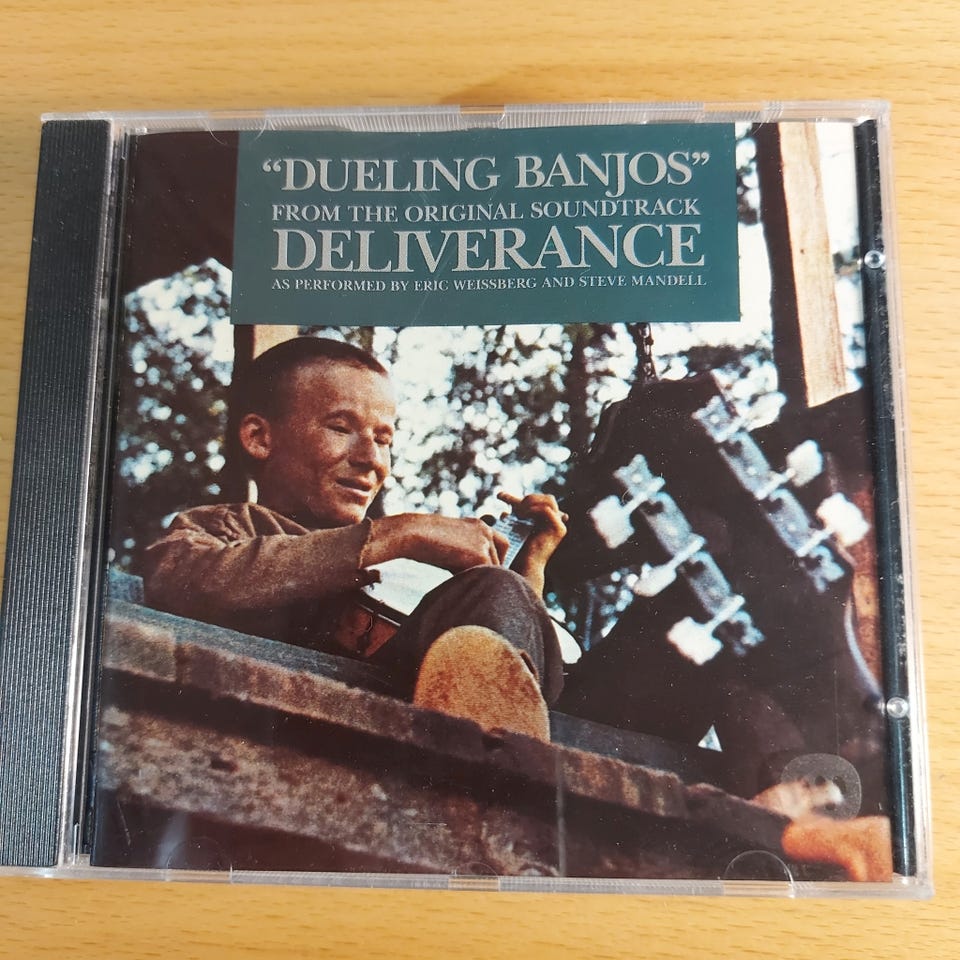 “DUELING BANJOS”
FROM THE ORIGINAL SOUNDTRACK
DELIVERANCE
AS PERFORMED BY ERIC WEISSBERG AND STEVE MANDELL